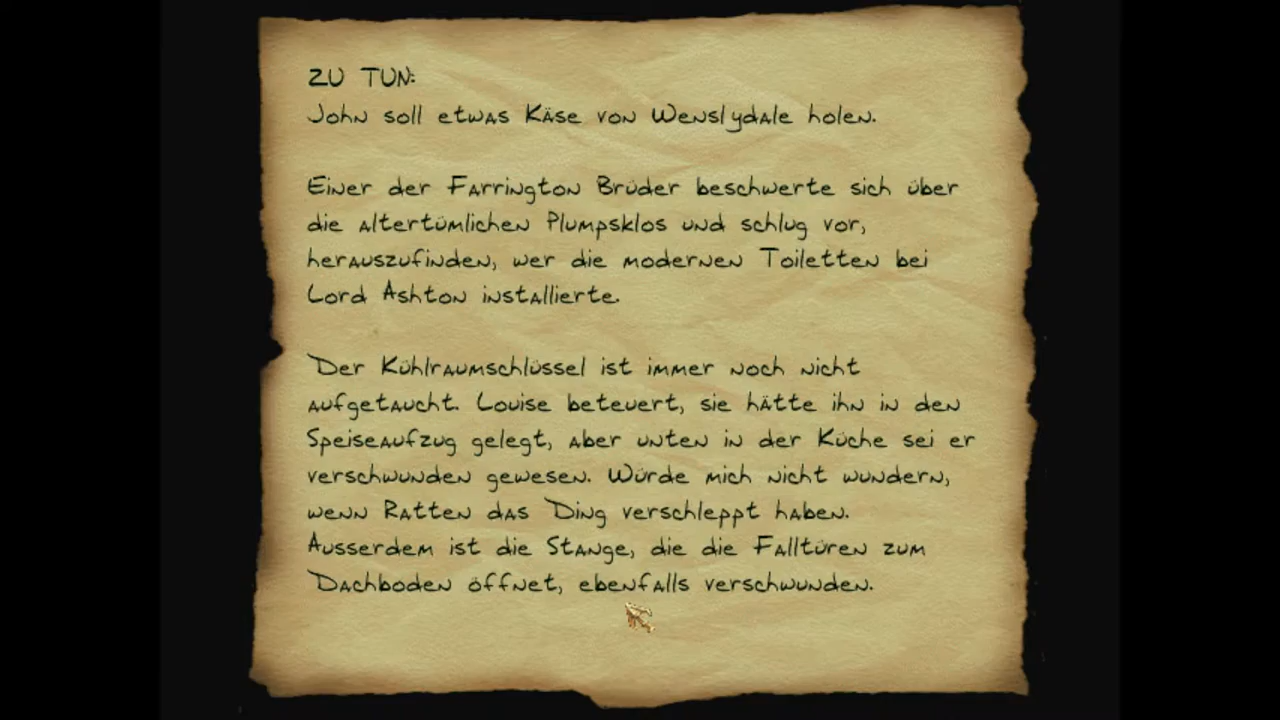 ZU TUN:
John soll etwas Käse von Wenslydale holen.
Einer der Farrington Brüder beschwerte sich über
die altertümlichen Plumpsklos und schlug vor,
herauszufinden, wer die modernen Toiletten bei
Lord Ashton installierte.
Der Kühlraumschlüssel ist immer noch nicht
aufgetaucht. Louise beteuert, sie hätte ihn in den
Speiseaufzug gelegt, aber unten in der Küche sei er
verschwunden gewesen. Würde mich nicht wundern,
wenn Ratten das Ding verschleppt haben.
Ausserdem ist die Stange, die die Falltüren zum
Dachboden öffnet, ebenfalls verschwunden.